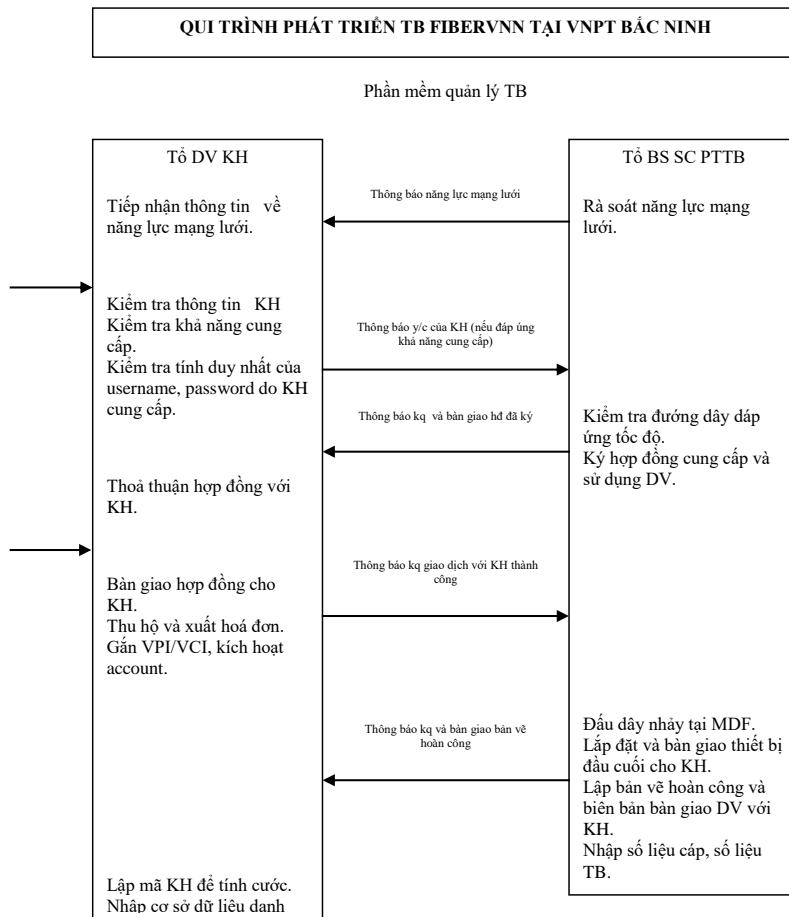 QUI TRÌNH PHÁT TRIỂN TB FIBERVNN TẠI VNPT BẮC NINH
Phần mềm quản lý TB
Tổ DV KH
Tiếp nhận thông tin về
năng lực mạng lưới.
Kiểm tra thông tin KH
Kiểm tra khả năng cung
cấp.
Kiểm tra tính duy nhất của
username, password do KH
cung cấp.
Thoả thuận hợp đồng với
KH.
Bàn giao hợp đồng cho
KH.
Thu hộ và xuất hoá đơn.
Gắn VPI/VCI, kích hoạt
account.
Lập mã KH để tính cước.
Nhập cơ sở dữ liệu danh
Thông báo năng lực mạng lưới
Thông báo y/c của KH (nếu đáp ủng
khả năng cung cấp)
Thông báo kq và bàn giao hđ đã ký
Thông báo kq giao dịch với KH thành
công
Thông báo kq và bàn giao bản vẽ
hoàn công
Tổ BS SC PTTB
Rà soát năng lực mạng
lưới.
Kiểm tra đướng dây dáp
ứng tốc độ.
Ký hợp đồng cung cấp và
sử dụng DV.
Đấu dây nhảy tại MDF.
Lắp đặt và bàn giao thiết bị
đầu cuối cho KH.
Lập bản vẽ hoàn công và
biên bản bàn giao DV với
KH.
Nhập số liệu cáp, số liệu
TB.